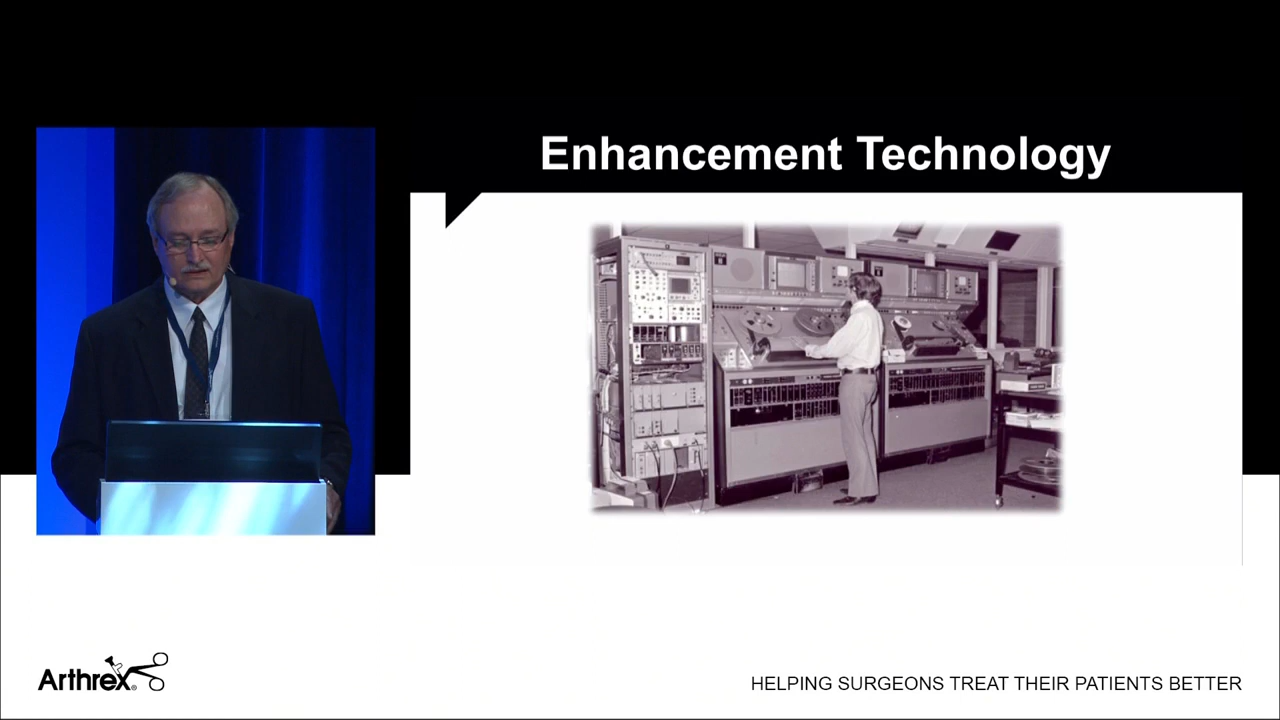 Enhancement Technology
Arthrex®
HELPING SURGEONS TREAT THEIR PATIENTS BETTER